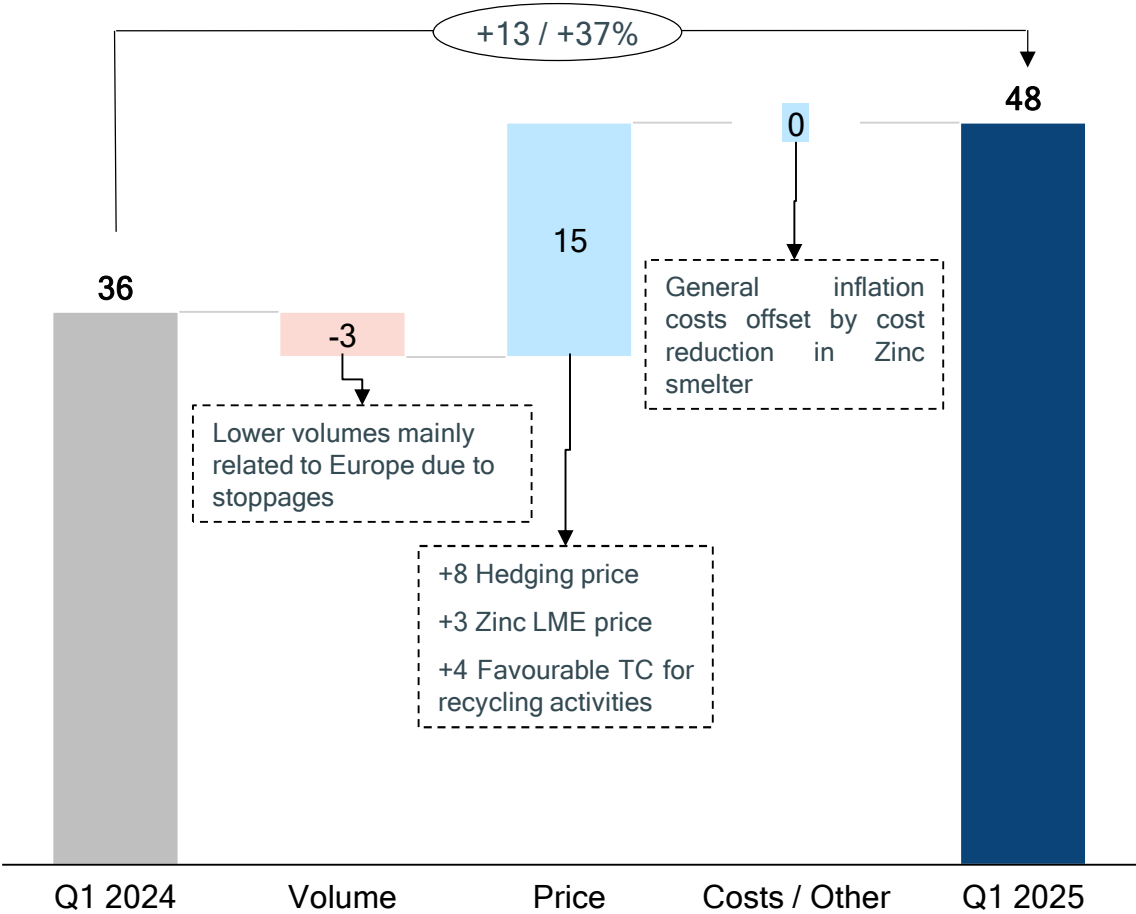 +13 / +37%
48
0
15
36
-3
General inflation
costs offset by cost
reduction in Zinc
smelter
Lower volumes mainly
related to Europe due to
stoppages
+8 Hedging price
+3 Zinc LME price
+4 Favourable TC for
recycling activities
Q1 2024
Volume
Price
Costs / Other
Q1 2025